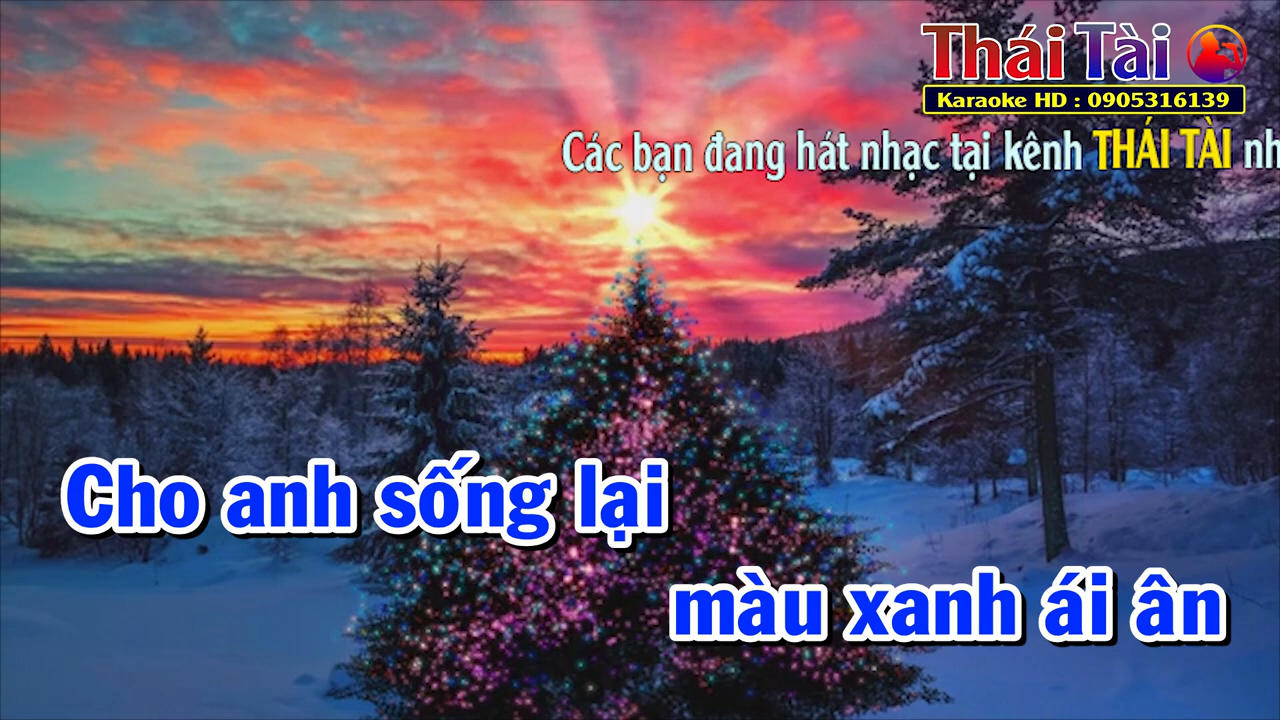 Thái Tài
Karaoke HD : 0905316139
Các bạn đang hát nhạc tại kênh THÁI TÀI nh
Cho anh sống lại
màu xanh ái ân